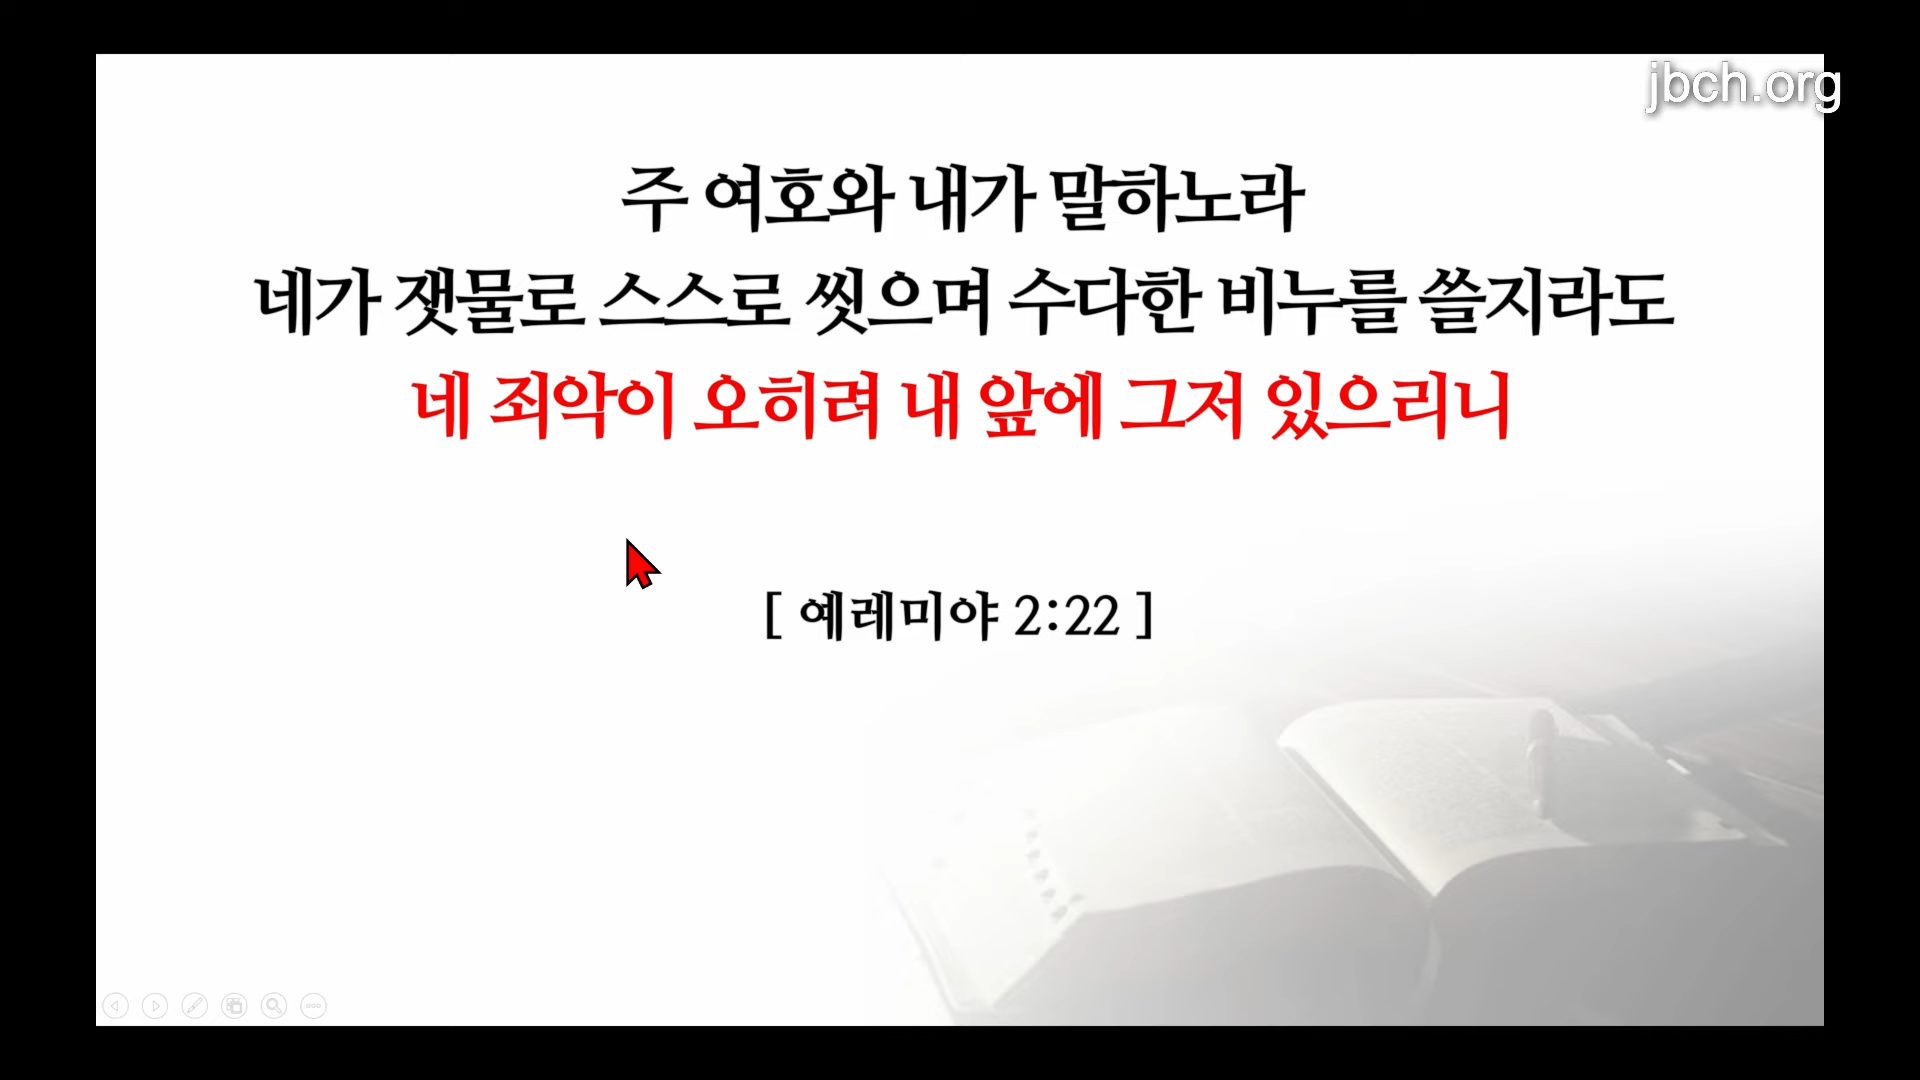 jbch.org
주 여호와 내가 말하노라
네가 잿물로 스스로 씻으며 수다한 비누를 쓸지라도
네 죄악이 오히려 내 앞에 그저 있으리니
[ 예레미야 2:22 ]